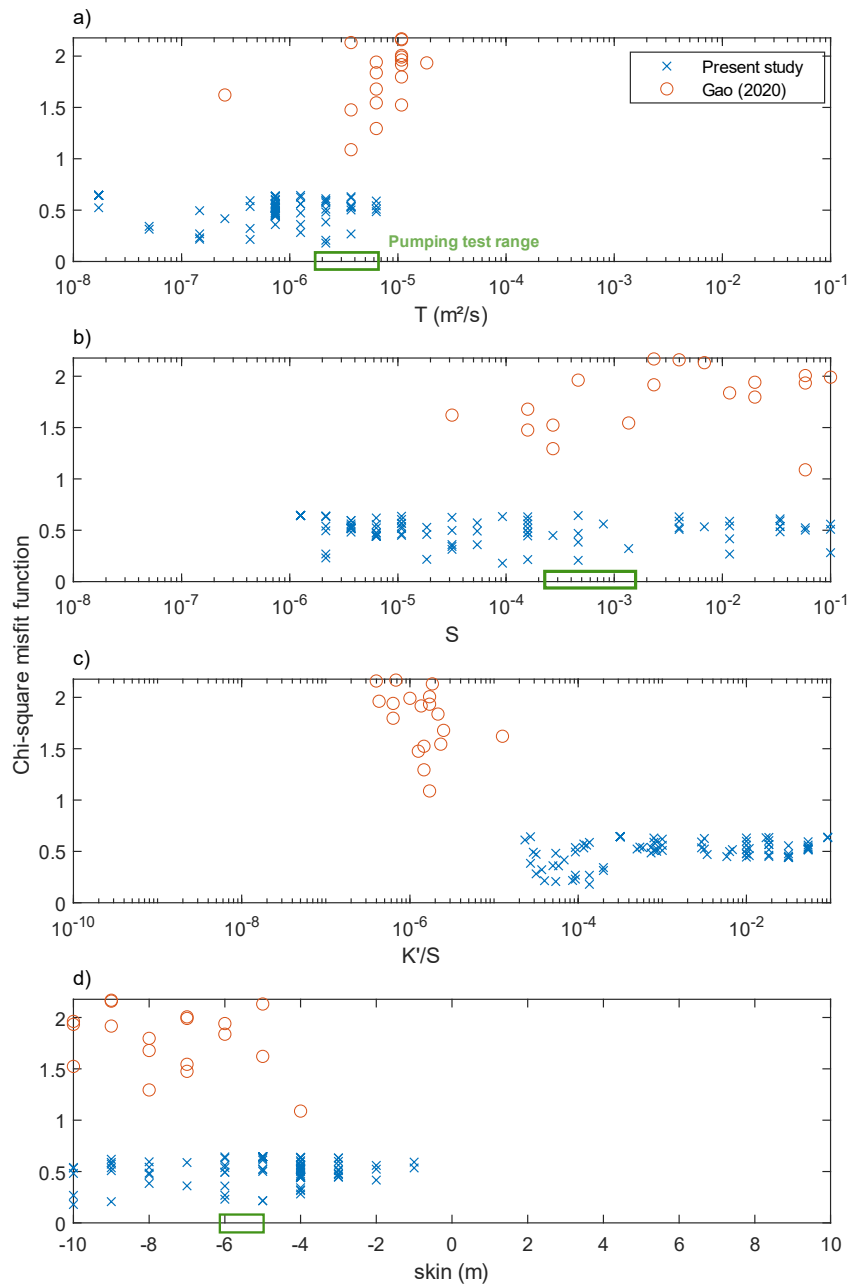 a)
2
1.5
1
0.5
0
× Present study
○ Gao (2020)
Pumping test range
10⁻⁸ 10⁻⁷ 10⁻⁶ 10⁻⁵ 10⁻⁴ 10⁻³ 10⁻² 10⁻¹
T (m²/s)
b)
2
1.5
1
0.5
0
10⁻⁸ 10⁻⁷ 10⁻⁶ 10⁻⁵ 10⁻⁴ 10⁻³ 10⁻² 10⁻¹
S
Chi-square misfit function
c)
2
1.5
1
0.5
0
10⁻¹⁰ 10⁻⁸ 10⁻⁶ 10⁻⁴ 10⁻²
K'/S
d)
2
1.5
1
0.5
0
-10 -8 -6 -4 -2 0 2 4 6 8 10
skin (m)